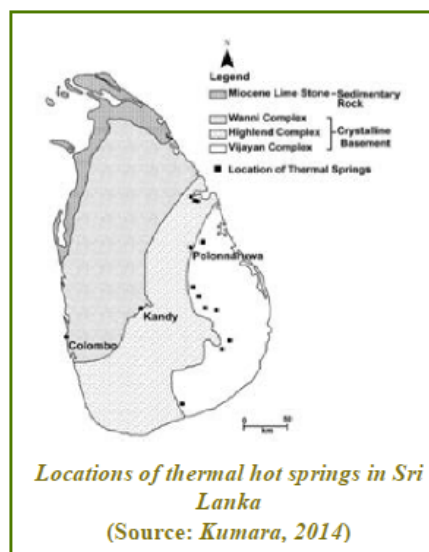 N
Legend
Miocene Lime Stone - Sedimentary Rock
Wanni Complex
Highlend Complex
Vijayan Complex
Crystalline Basement
Location of Thermal Springs
Polonnaruwa
Kandy
Colombo
0 50
km
Locations of thermal hot springs in Sri
Lanka
(Source: Kumara, 2014)